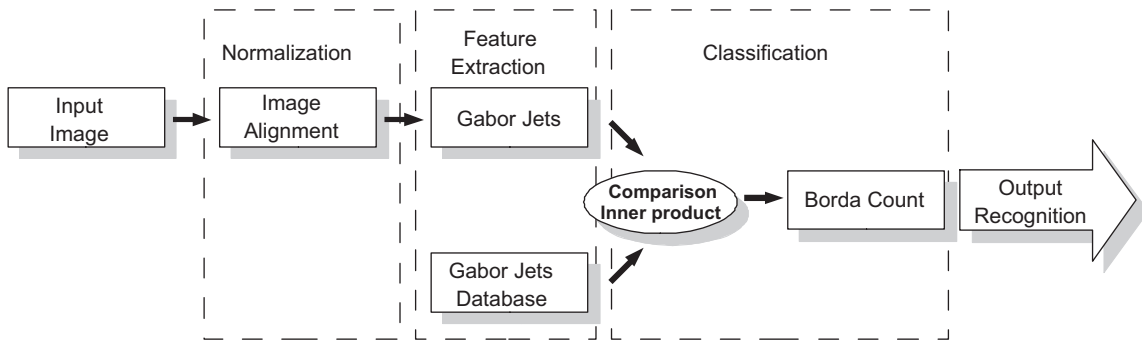 Normalization
Feature
Extraction
Classification
Input
Image
Image
Alignment
Gabor Jets
Comparison
Inner product
Borda Count
Output
Recognition
Gabor Jets
Database